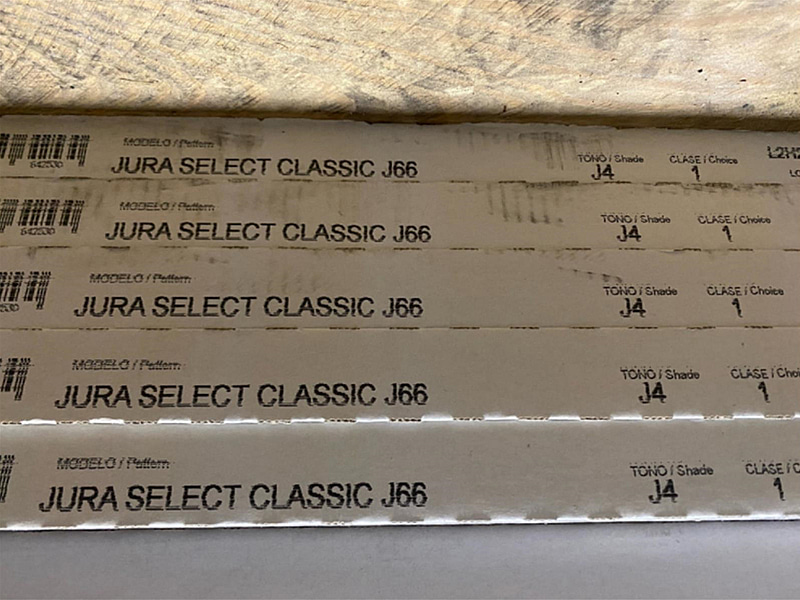 MODELO / Pattern TONO / Shade CLASE / Choice
642530 JURA SELECT CLASSIC J66 J4 1
MODELO / Pattern TONO / Shade CLASE / Choice
642530 JURA SELECT CLASSIC J66 J4 1
MODELO / Pattern TONO / Shade CLASE / Choice
JURA SELECT CLASSIC J66 J4 1
MODELO / Pattern TONO / Shade
JURA SELECT CLASSIC J66 J4 1
MODELO / Pattern TONO / Shade
JURA SELECT CLASSIC J66 J4 1